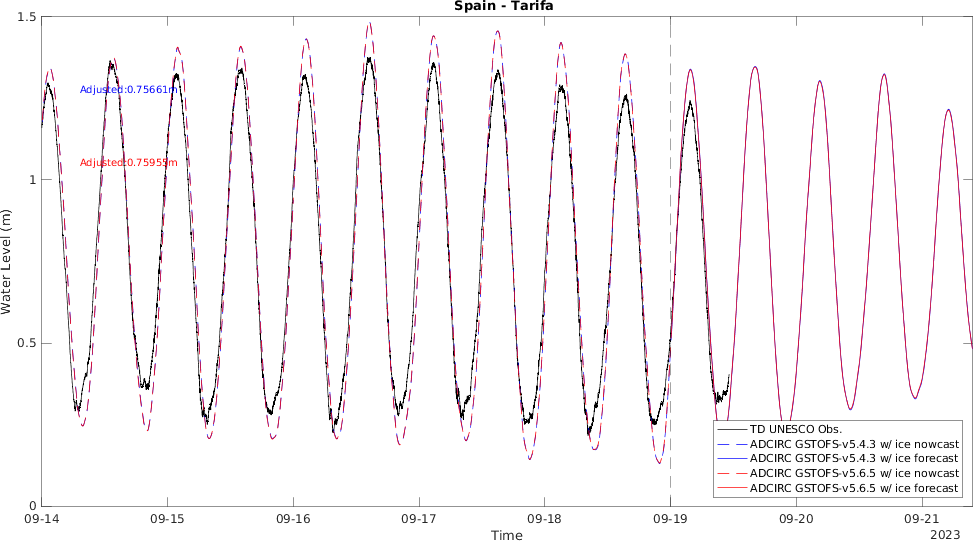 Spain - Tarifa
Water Level (m)
1.5
1
0.5
0
Adjusted:0.75661m
Adjusted:0.75955m
TD UNESCO Obs.
ADCIRC GSTOFS-v5.4.3 w/ ice nowcast
ADCIRC GSTOFS-v5.4.3 w/ ice forecast
ADCIRC GSTOFS-v5.6.5 w/ ice nowcast
ADCIRC GSTOFS-v5.6.5 w/ ice forecast
09-14 09-15 09-16 09-17 09-18 09-19 09-20 09-21
Time
2023